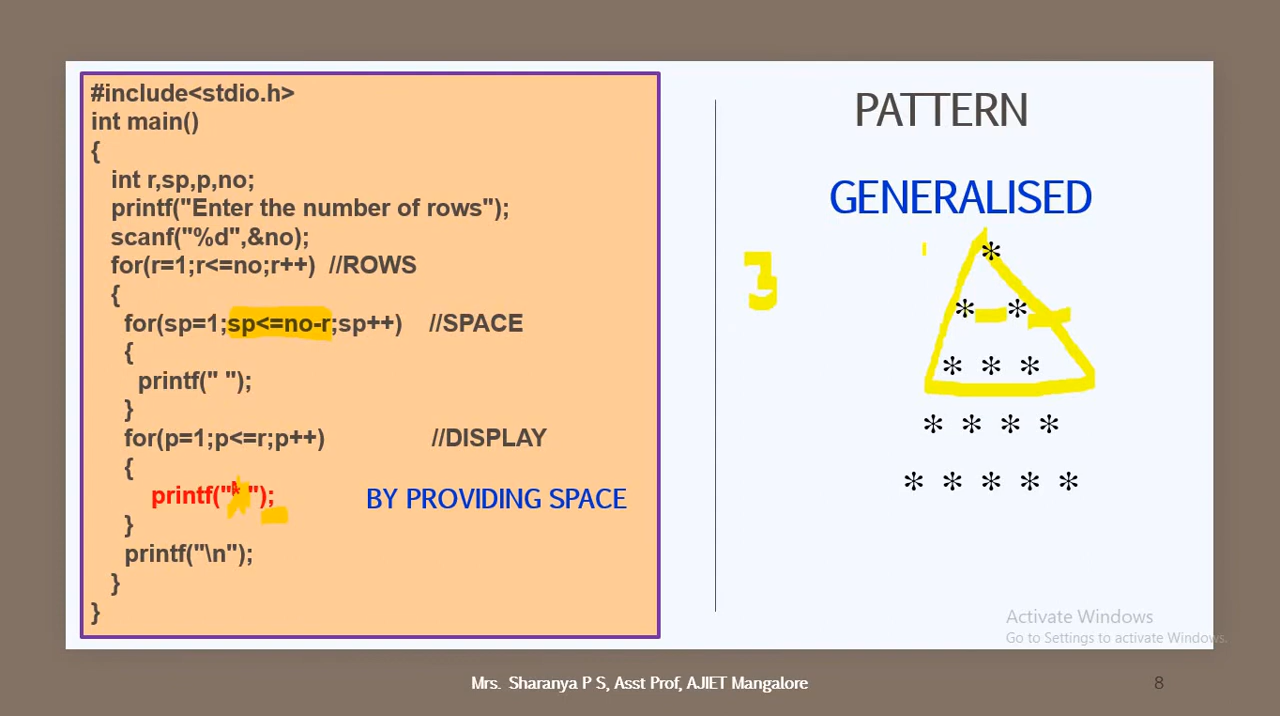 #include<stdio.h>
int main()
{
int r,sp,p,no;
printf("Enter the number of rows");
scanf("%d",&no);
for(r=1;r<=no;r++) //ROWS
{
for(sp=1;sp<=no-r;sp++) //SPACE
{
printf(" ");
}
for(p=1;p<=r;p++) //DISPLAY
{
printf("* "); BY PROVIDING SPACE
}
printf("\n");
}
}
PATTERN
GENERALISED
3
*
* *
* * *
* * * *
* * * * *
Activate Windows
Go to Settings to activate Windows.
Mrs. Sharanya P S, Asst Prof, AJIET Mangalore
8